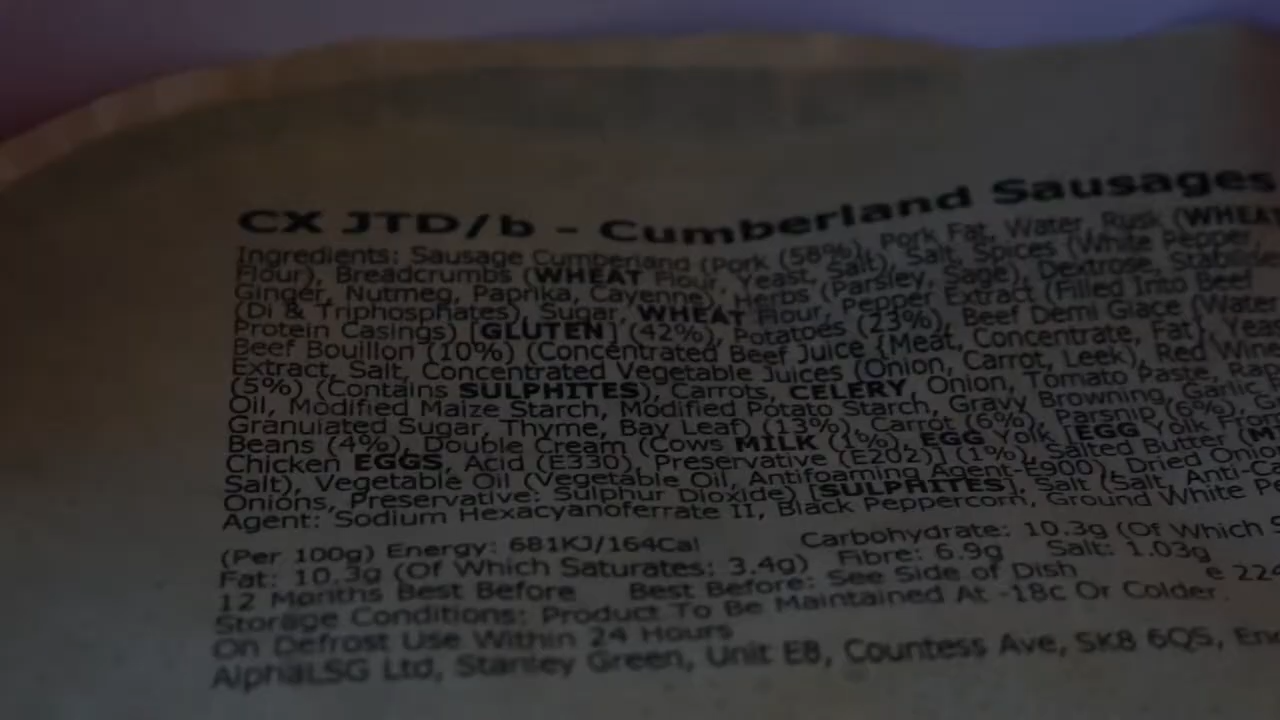 CX JTD/b - Cumberland Sausages
Ingredients: Sausage Cumberland (Pork (58%), Pork Fat, Water, Rusk (WHEAT
Flour), Breadcrumbs (WHEAT Flour, Yeast, Salt), Salt, Spices (White Pepper
Ginger, Nutmeg, Paprika, Cayenne), Herbs (Parsley, Sage), Dextrose,
(Di & Triphosphates), Sugar, WHEAT Flour, Pepper Extract (Filled Into Beef
Protein Casings) [GLUTEN] (42%), Potatoes (23%), Beef Demi Glace (Water
Beef Bouillon (10%) (Concentrated Beef Juice {Meat, Concentrate, Fat},
Extract, Salt, Concentrated Vegetable Juices (Onion, Carrot, Leek), Red Wine
(5%) (Contains SULPHITES), Carrots, CELERY, Onion, Tomato Paste,
Oil, Modified Maize Starch, Modified Potato Starch, Gravy Browning, Garlic
Granulated Sugar, Thyme, Bay Leaf) (13%), Carrot (6%), Parsnip (6%),
Beans (4%), Double Cream (Cows MILK (1%), EGG Yolk [EGG Yolk
Chicken EGGS, Acid (E330), Preservative (E202)] (1%), Salted Butter
Salt), Vegetable Oil (Vegetable Oil, Antifoaming Agent-E900), Dried
Onions, Preservative: Sulphur Dioxide) [SULPHITES], Salt (Salt,
Agent: Sodium Hexacyanoferrate II, Black Peppercorn, Ground White
(Per 100g) Energy: 681KJ/164Cal Carbohydrate: 10.3g (Of Which
Fat: 10.3g (Of Which Saturates: 3.4g) Fibre: 6.9g Salt: 1.03g
12 Months Best Before Best Before: See Side of Dish e 224
Storage Conditions: Product To Be Maintained At -18c Or Colder.
On Defrost Use Within 24 Hours
AlphaLSG Ltd, Stanley Green, Unit E8, Countess Ave, SK8 6QS,